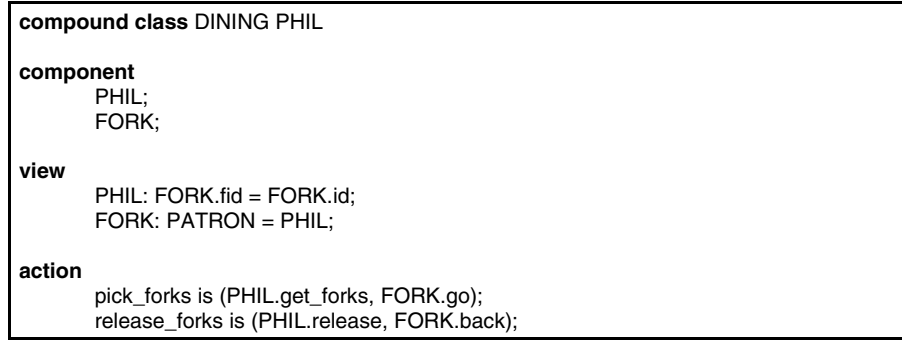 compound class DINING PHIL
component
PHIL;
FORK;
view
PHIL: FORK.fid = FORK.id;
FORK: PATRON = PHIL;
action
pick_forks is (PHIL.get_forks, FORK.go);
release_forks is (PHIL.release, FORK.back);